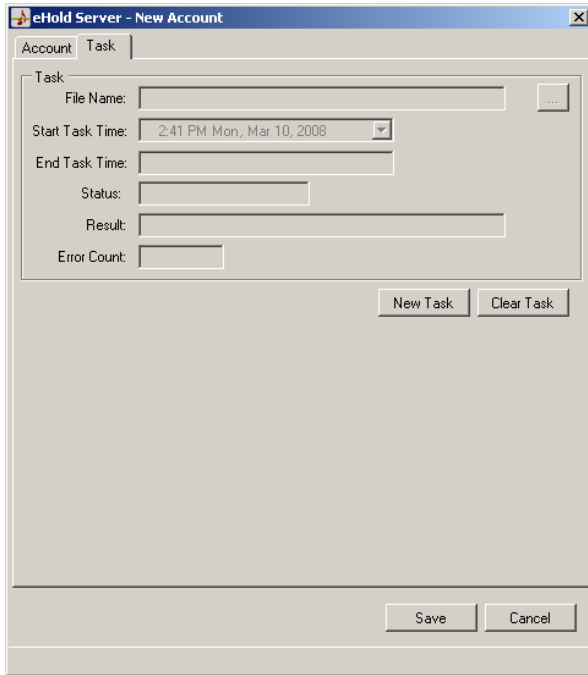 eHold Server - New Account
Account Task
Task
File Name: ...
Start Task Time: 2:41 PM Mon, Mar 10, 2008
End Task Time:
Status:
Result:
Error Count:
New Task Clear Task
Save Cancel